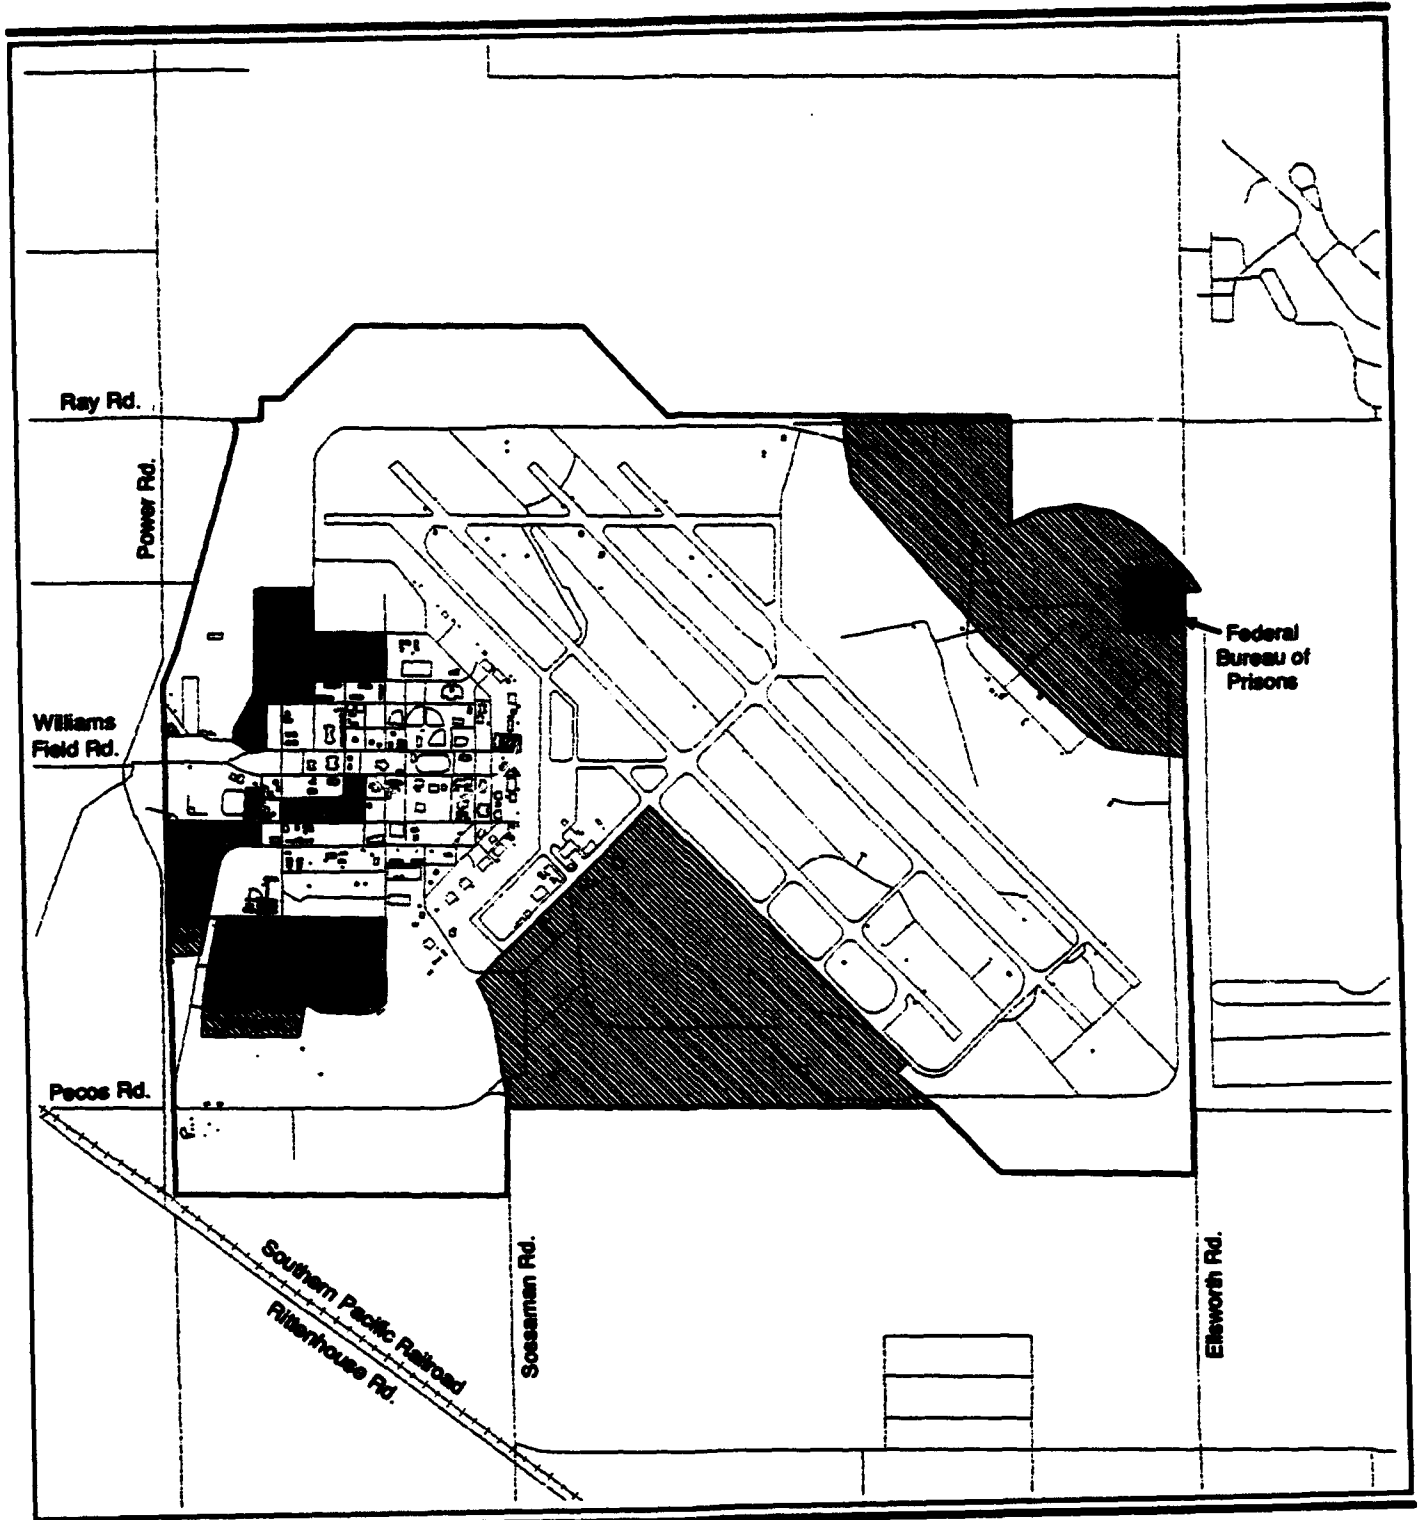 Ray Rd.
Power Rd.
Federal
Bureau of
Prisons
Williams
Field Rd.
Pecos Rd.
Southern Pacific Railroad
Rittenhouse Rd.
Sossaman Rd.
Ellsworth Rd.